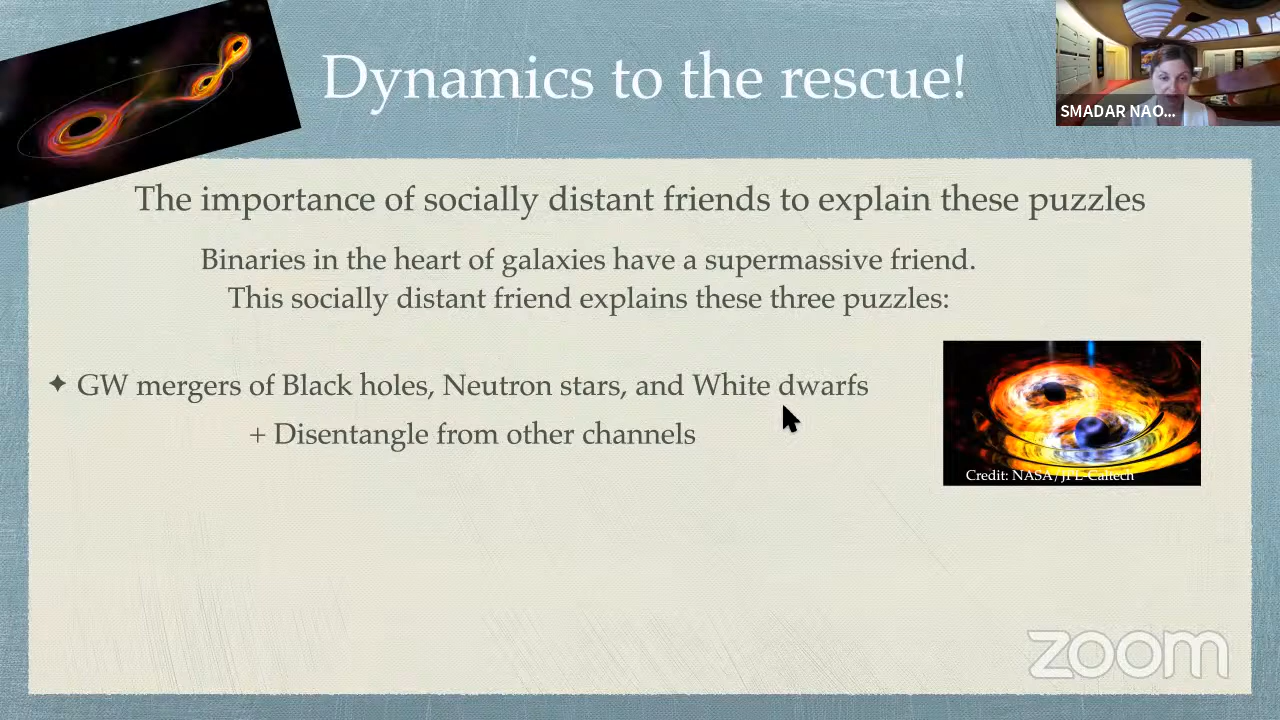 Dynamics to the rescue!
SMADAR NAO...
The importance of socially distant friends to explain these puzzles
Binaries in the heart of galaxies have a supermassive friend.
This socially distant friend explains these three puzzles:
✦ GW mergers of Black holes, Neutron stars, and White dwarfs
+ Disentangle from other channels
Credit: NASA/JPL-Caltech
zoom